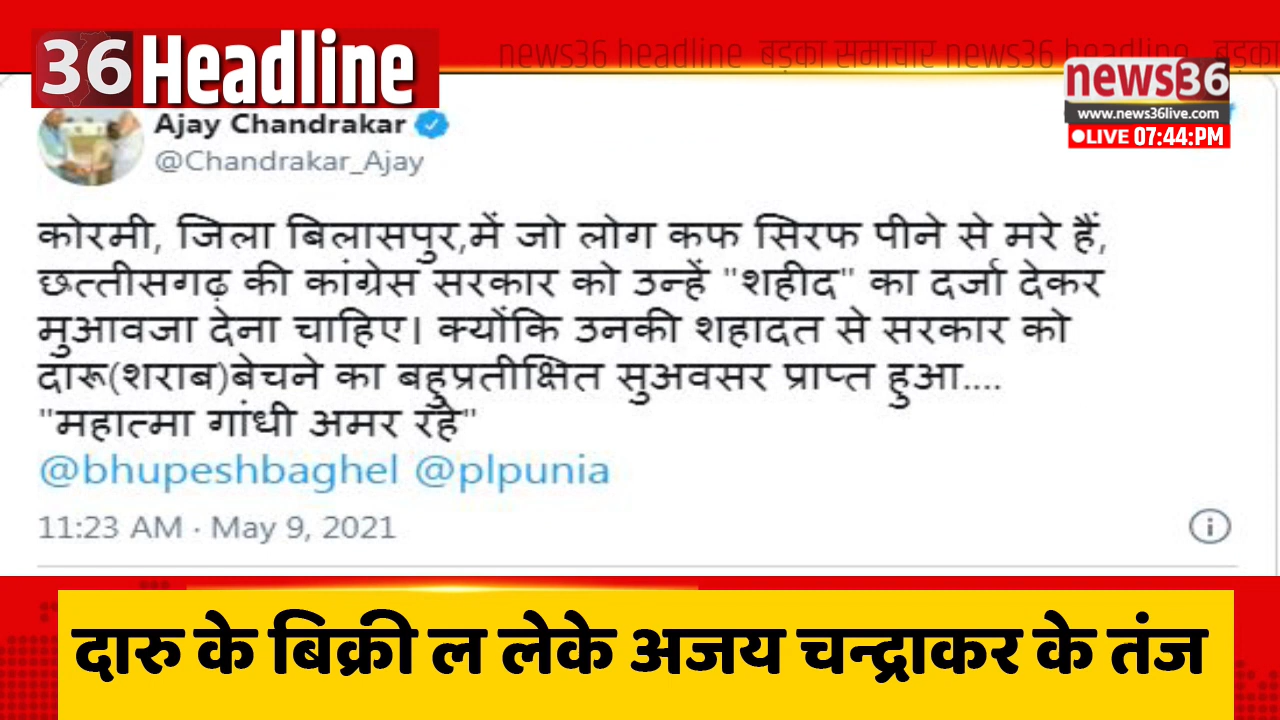 36 Headline
news36 headline बड़का समाचार news36 headline बड़का
news36
www.news36live.com
LIVE 07:44:PM
Ajay Chandrakar
@Chandrakar_Ajay
कोरमी, जिला बिलासपुर,में जो लोग कफ सिरफ पीने से मरे हैं,
छत्तीसगढ़ की कांग्रेस सरकार को उन्हें "शहीद" का दर्जा देकर
मुआवजा देना चाहिए। क्योंकि उनकी शहादत से सरकार को
दारू(शराब)बेचने का बहुप्रतीक्षित सुअवसर प्राप्त हुआ....
"महात्मा गांधी अमर रहे"
@bhupeshbaghel @plpunia
11:23 AM · May 9, 2021
दारु के बिक्री ल लेके अजय चन्द्राकर के तंज